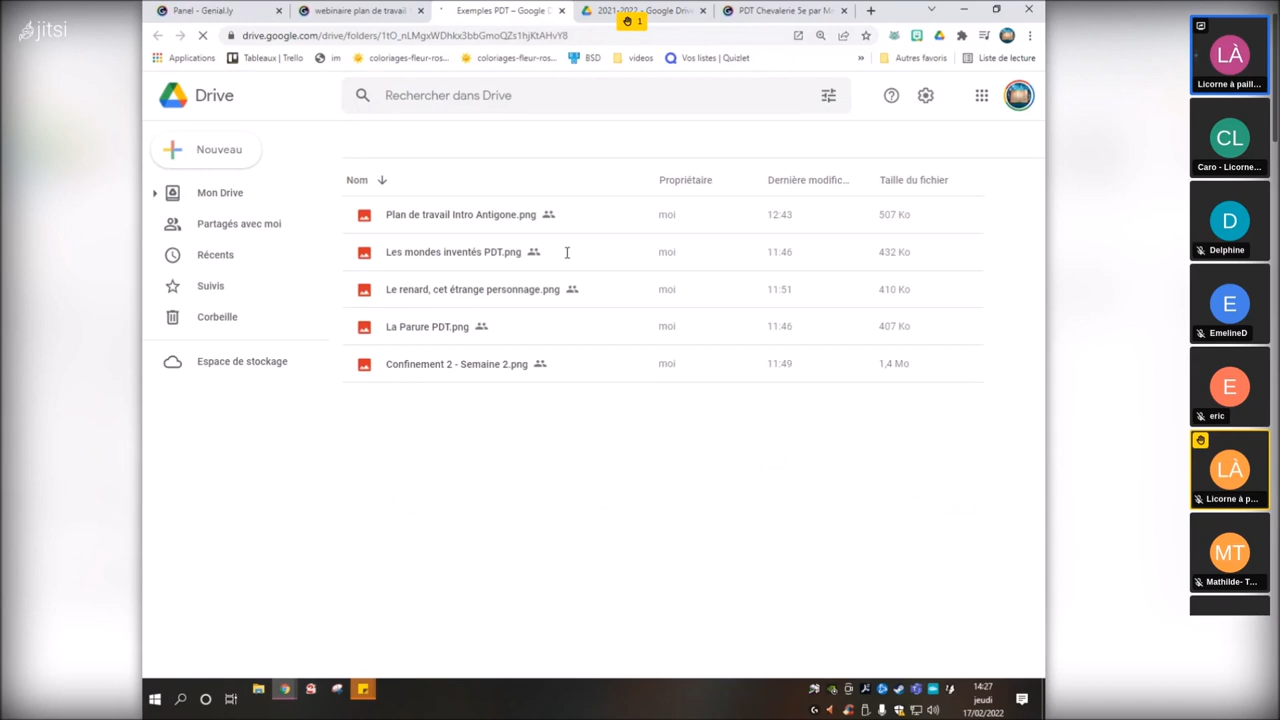 jitsi
Panel - Genial.ly
webinaire plan de travail
Exemples PDT – Google D
2021-2022 - Google Driv
PDT Chevalerie 5e par M
1
drive.google.com/drive/folders/1tO_nLMgxWDhkx3bbGmoQZs1hjKtAHvY8
Applications
Tableaux | Trello
im
coloriages-fleur-ros...
coloriages-fleur-ros...
BSD
videos
Vos listes | Quizlet
»
Autres favoris
Liste de lecture
Drive
Rechercher dans Drive
Nouveau
Mon Drive
Partagés avec moi
Récents
Suivis
Corbeille
Espace de stockage
Nom Propriétaire Dernière modific... Taille du fichier
Plan de travail Intro Antigone.png moi 12:43 507 Ko
Les mondes inventés PDT.png moi 11:46 432 Ko
Le renard, cet étrange personnage.png moi 11:51 410 Ko
La Parure PDT.png moi 11:46 407 Ko
Confinement 2 - Semaine 2.png moi 11:49 1,4 Mo
LÀ
Licorne à paill...
CL
Caro - Licorne...
D
Delphine
E
EmelineD
E
eric
LÀ
Licorne à p...
MT
Mathilde- T...
14:27
jeudi
17/02/2022